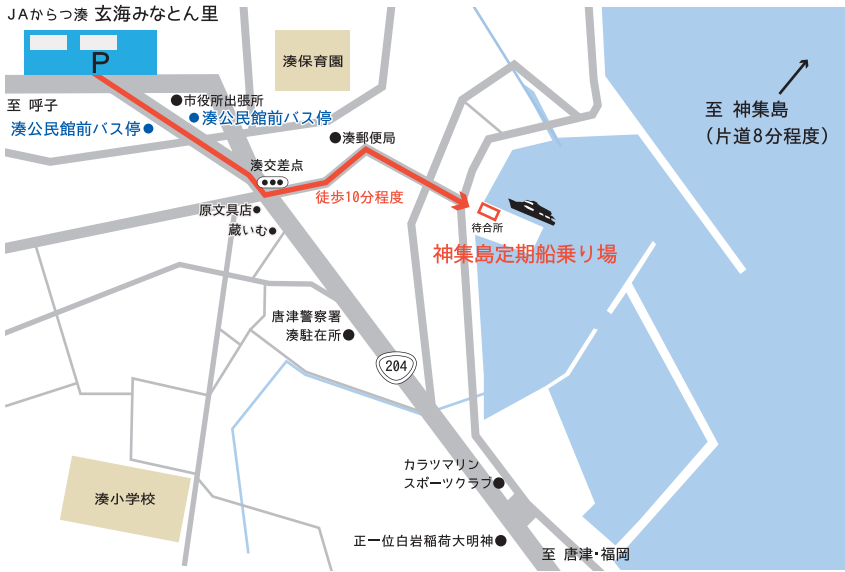 JAからつ湊 玄海みなとん里
P
湊保育園
至 呼子
市役所出張所
湊公民館前バス停
湊公民館前バス停
至 神集島
(片道8分程度)
湊郵便局
湊交差点
徒歩10分程度
原文具店
蔵いむ
待合所
神集島定期船乗り場
唐津警察署
湊駐在所
204
カラツマリン
スポーツクラブ
湊小学校
正一位白岩稲荷大明神
至 唐津・福岡